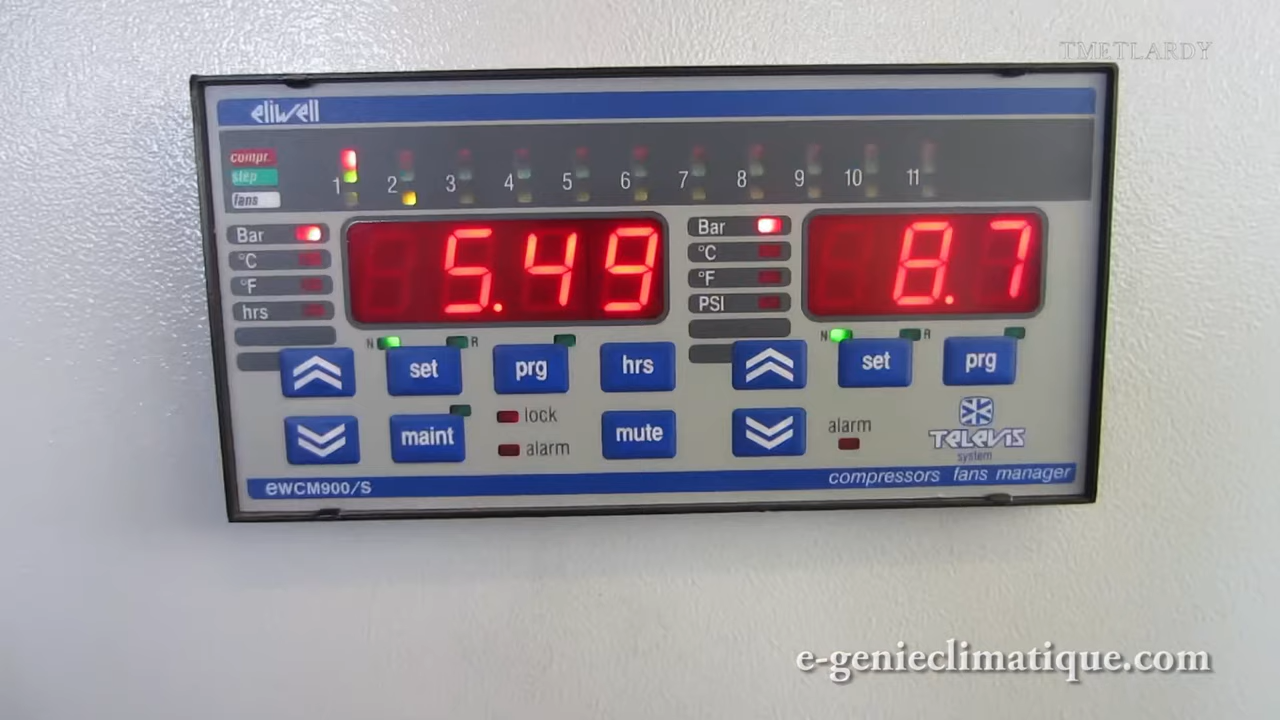 TMETLARDY
eliwell
compr.
step
fans
1 2 3 4 5 6 7 8 9 10 11
Bar
°C
°F
hrs
5.49
Bar
°C
°F
PSI
8.7
N R
set prg hrs
N R
set prg
maint
lock
alarm
mute
alarm
TELEVIS
system
eWCM900/S
compressors fans manager
e-genieclimatique.com